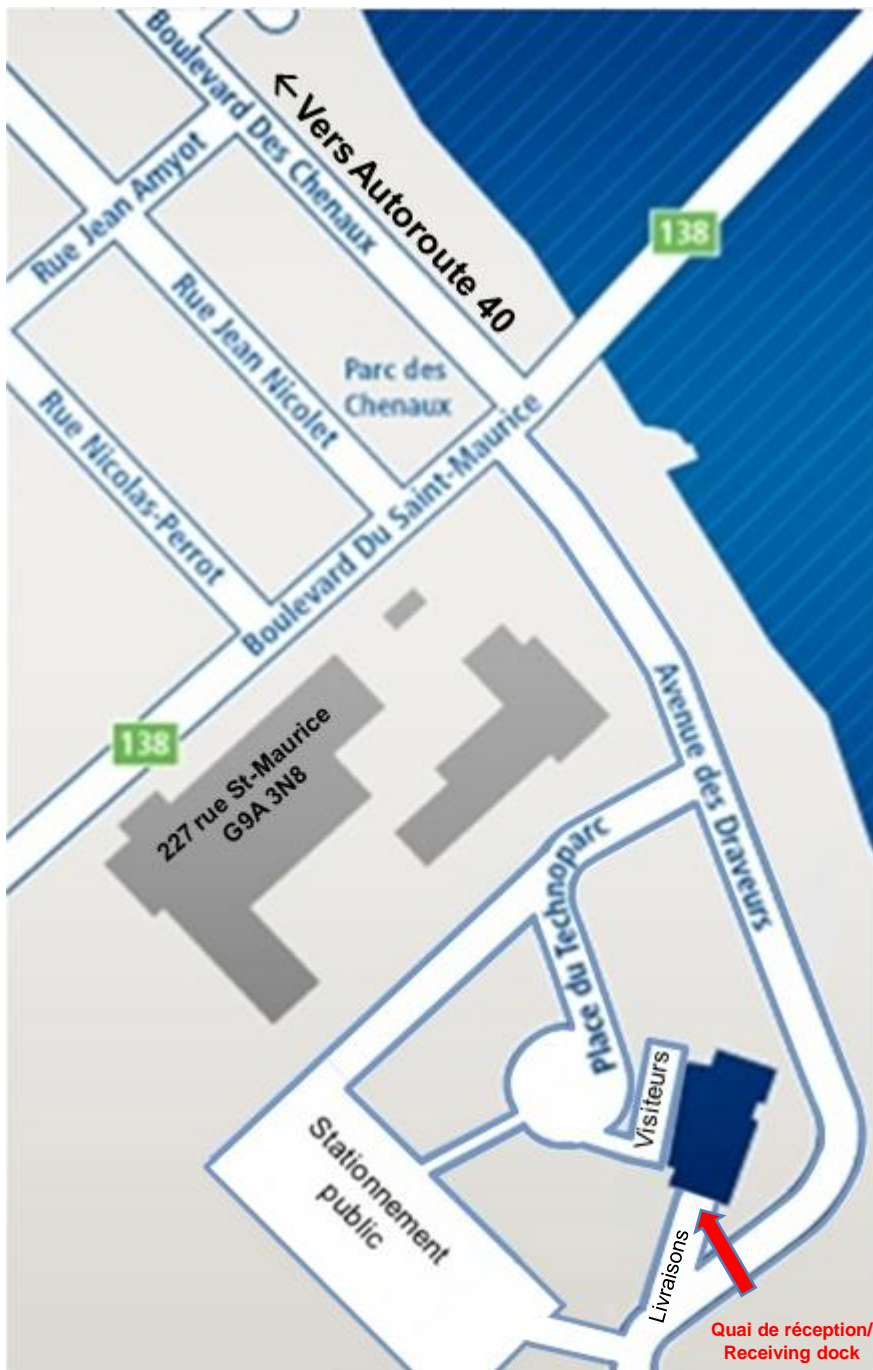 Boulevard Des Chenaux
← Vers Autoroute 40
Rue Jean Amyot
138
Rue Jean Nicolet
Parc des
Chenaux
Rue Nicolas-Perrot
Boulevard Du Saint-Maurice
138
227 rue St-Maurice
G9A 3N8
Avenue des Draveurs
Place du Technoparc
Visiteurs
Stationnement
public
Livraisons
Quai de réception/
Receiving dock